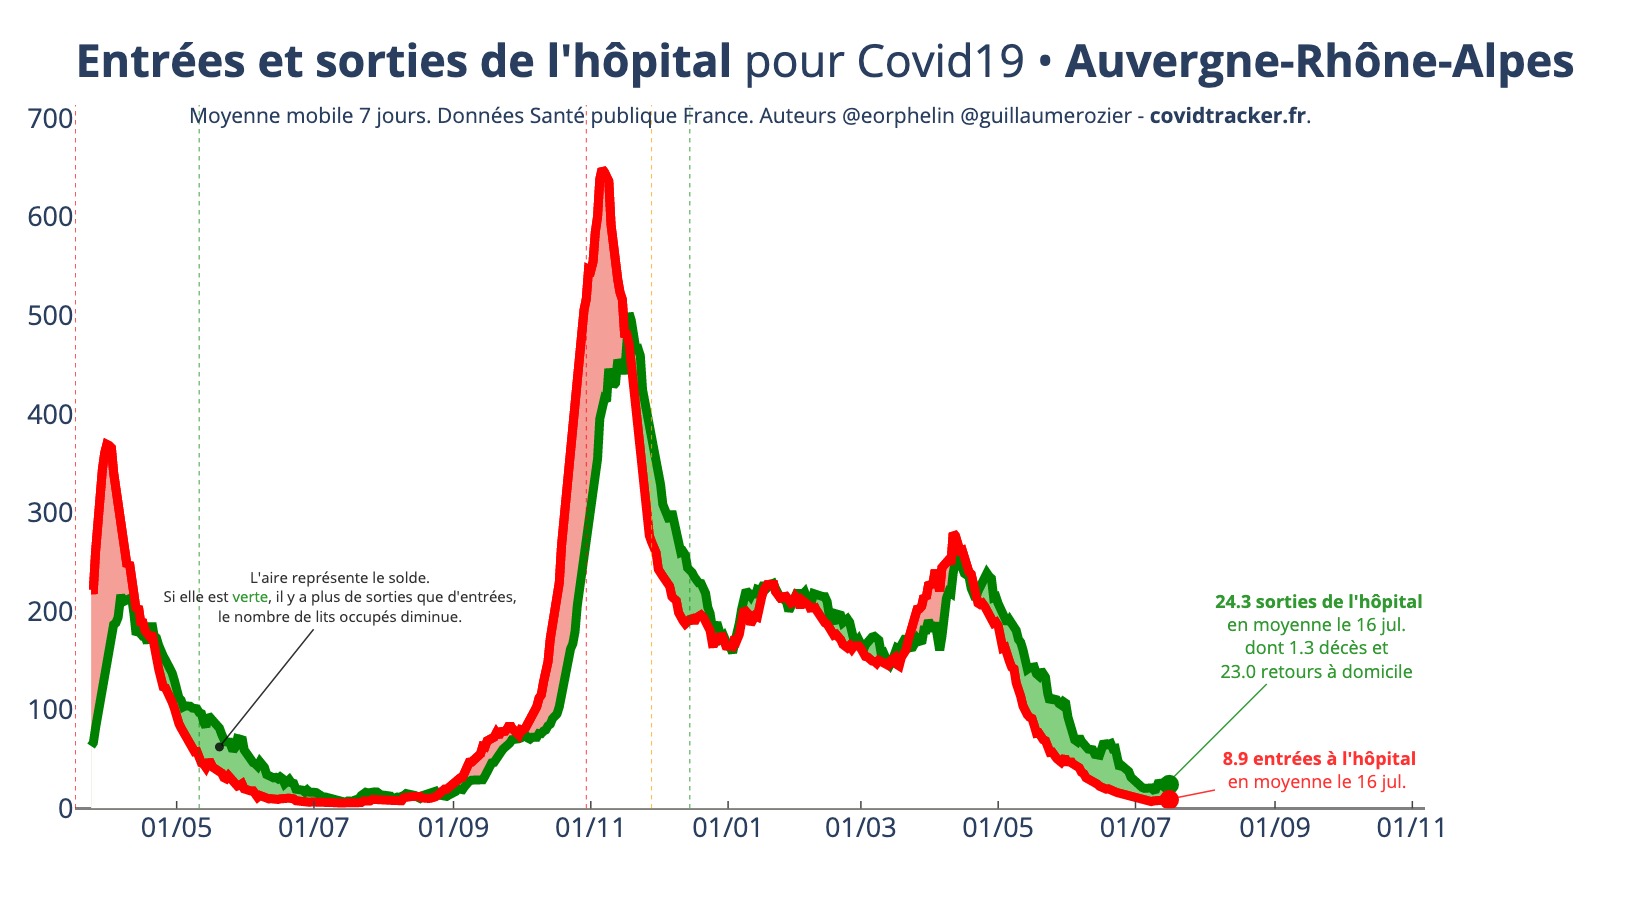 Entrées et sorties de l'hôpital pour Covid19 • Auvergne-Rhône-Alpes
Moyenne mobile 7 jours. Données Santé publique France. Auteurs @eorphelin @guillaumerozier - covidtracker.fr.
700
600
500
400
300
200
100
0
L'aire représente le solde.
Si elle est verte, il y a plus de sorties que d'entrées,
le nombre de lits occupés diminue.
24.3 sorties de l'hôpital
en moyenne le 16 jul.
dont 1.3 décès et
23.0 retours à domicile
8.9 entrées à l'hôpital
en moyenne le 16 jul.
01/05 01/07 01/09 01/11 01/01 01/03 01/05 01/07 01/09 01/11